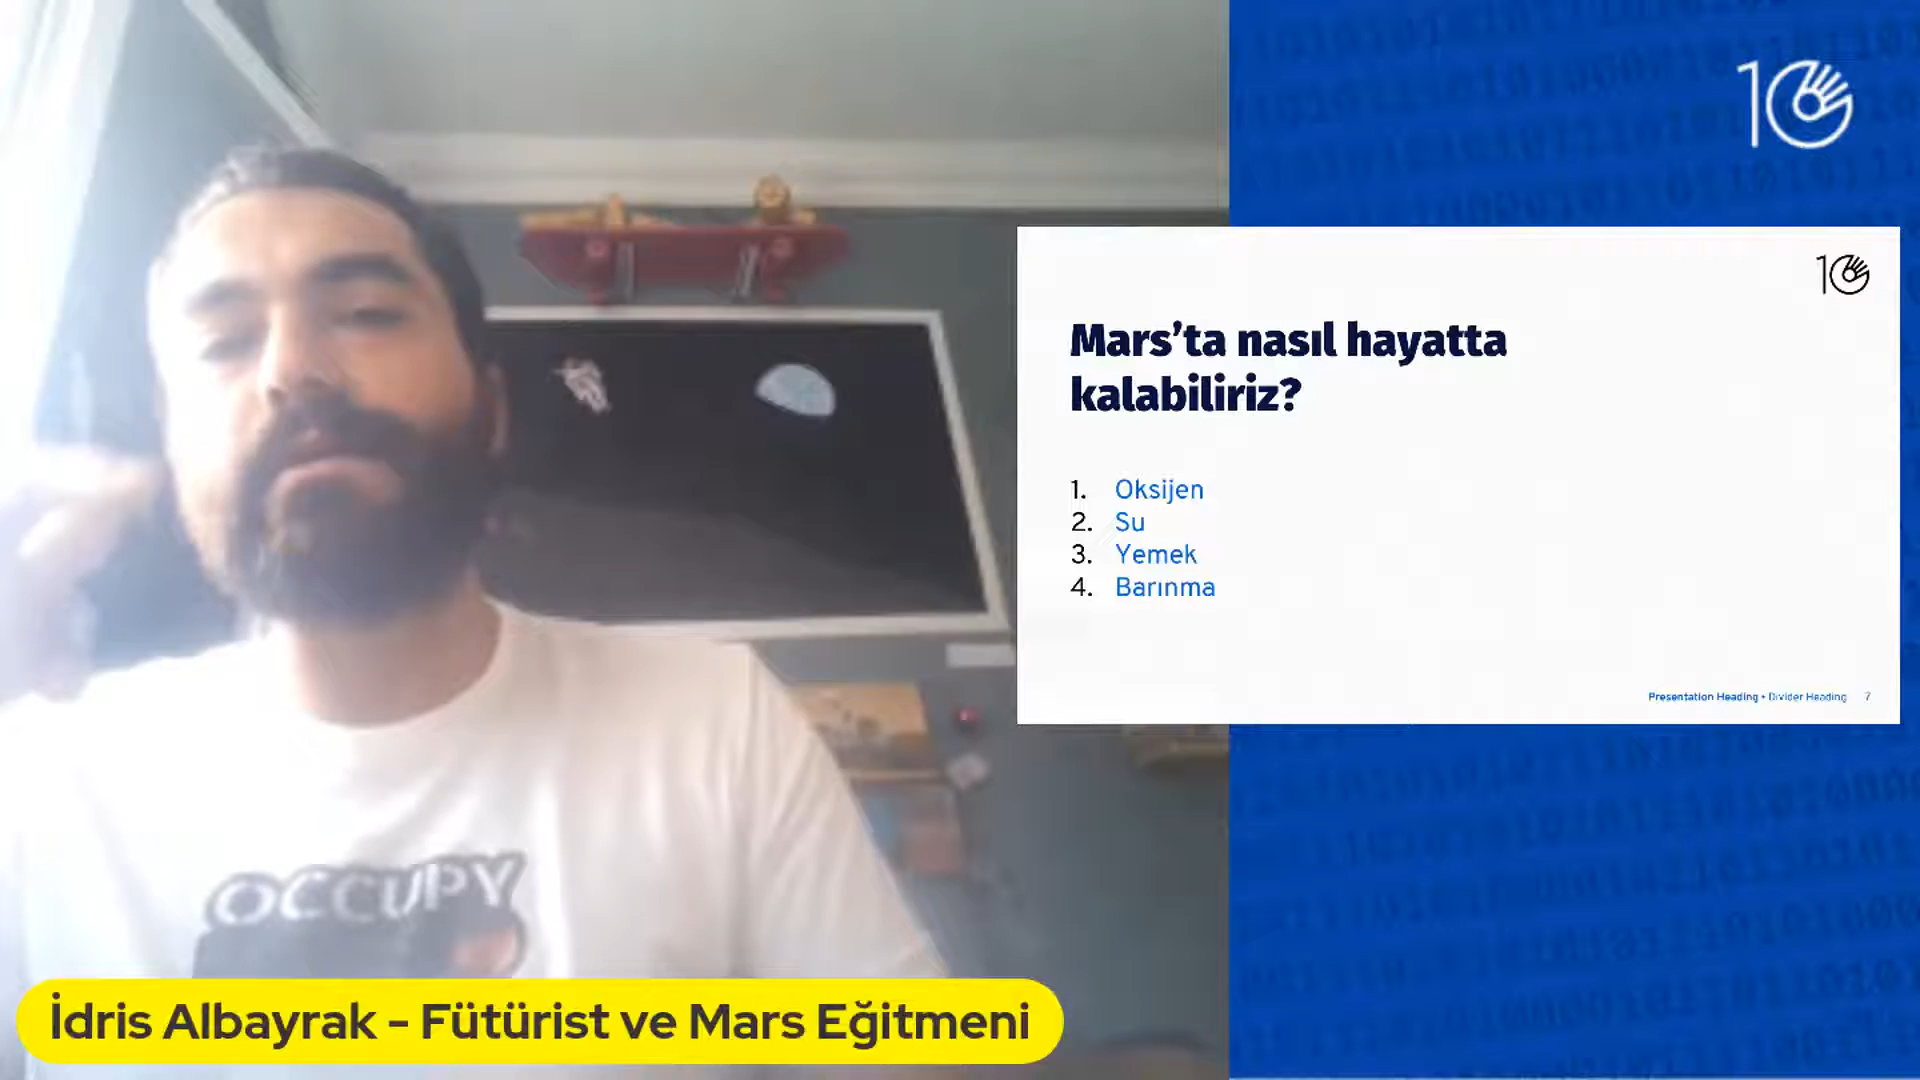 Mars’ta nasıl hayatta
kalabiliriz?
1. Oksijen
2. Su
3. Yemek
4. Barınma
Presentation Heading • Divider Heading 7
OCCUPY
İdris Albayrak - Fütürist ve Mars Eğitmeni